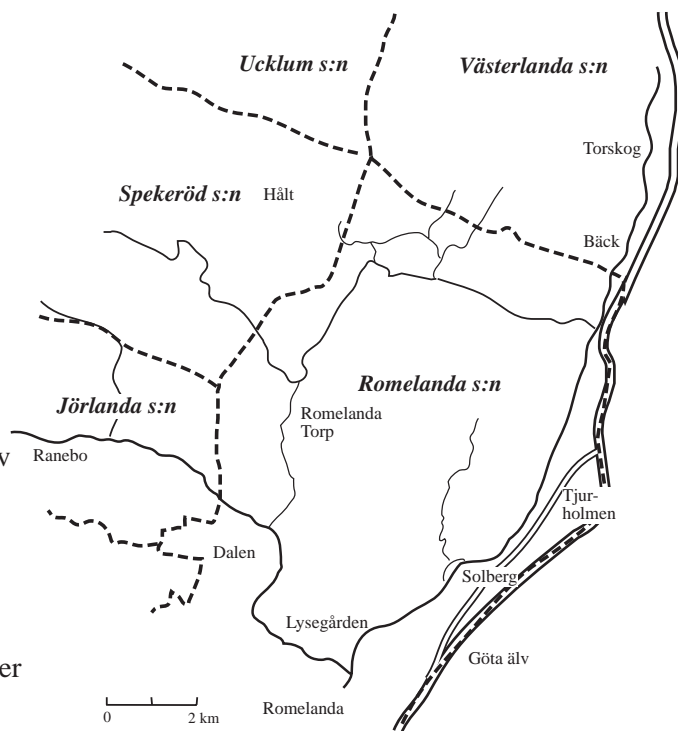 Ucklum s:n
Västerlanda s:n
Torskog
Spekeröd s:n
Hålt
Bäck
Jörlanda s:n
Romelanda s:n
Romelanda
Torp
v
Ranebo
Tjur-
holmen
Dalen
Solberg
Lysegården
Göta älv
er
Romelanda
0 2 km